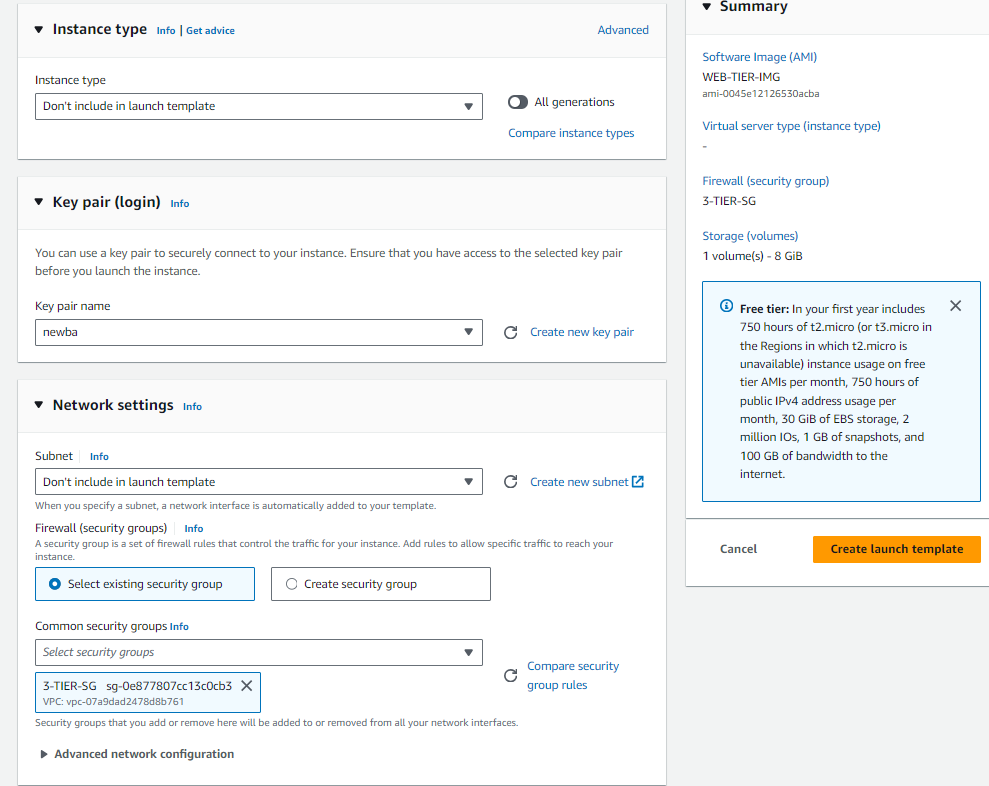 Instance type Info | Get advice
Advanced
Instance type
Don't include in launch template
All generations
Compare instance types
Key pair (login) Info
You can use a key pair to securely connect to your instance. Ensure that you have access to the selected key pair
before you launch the instance.
Key pair name
newba
Create new key pair
Network settings Info
Subnet Info
Don't include in launch template
Create new subnet
When you specify a subnet, a network interface is automatically added to your template.
Firewall (security groups) Info
A security group is a set of firewall rules that control the traffic for your instance. Add rules to allow specific traffic to reach your
instance.
Select existing security group
Create security group
Common security groups Info
Select security groups
3-TIER-SG sg-0e877807cc13c0cb3
VPC: vpc-07a9dad2478d8b761
Compare security
group rules
Security groups that you add or remove here will be added to or removed from all your network interfaces.
Advanced network configuration
Summary
Software Image (AMI)
WEB-TIER-IMG
ami-0045e12126530acba
Virtual server type (instance type)
-
Firewall (security group)
3-TIER-SG
Storage (volumes)
1 volume(s) - 8 GiB
Free tier: In your first year includes
750 hours of t2.micro (or t3.micro in
the Regions in which t2.micro is
unavailable) instance usage on free
tier AMIs per month, 750 hours of
public IPv4 address usage per
month, 30 GiB of EBS storage, 2
million IOs, 1 GB of snapshots, and
100 GB of bandwidth to the
internet.
Cancel
Create launch template